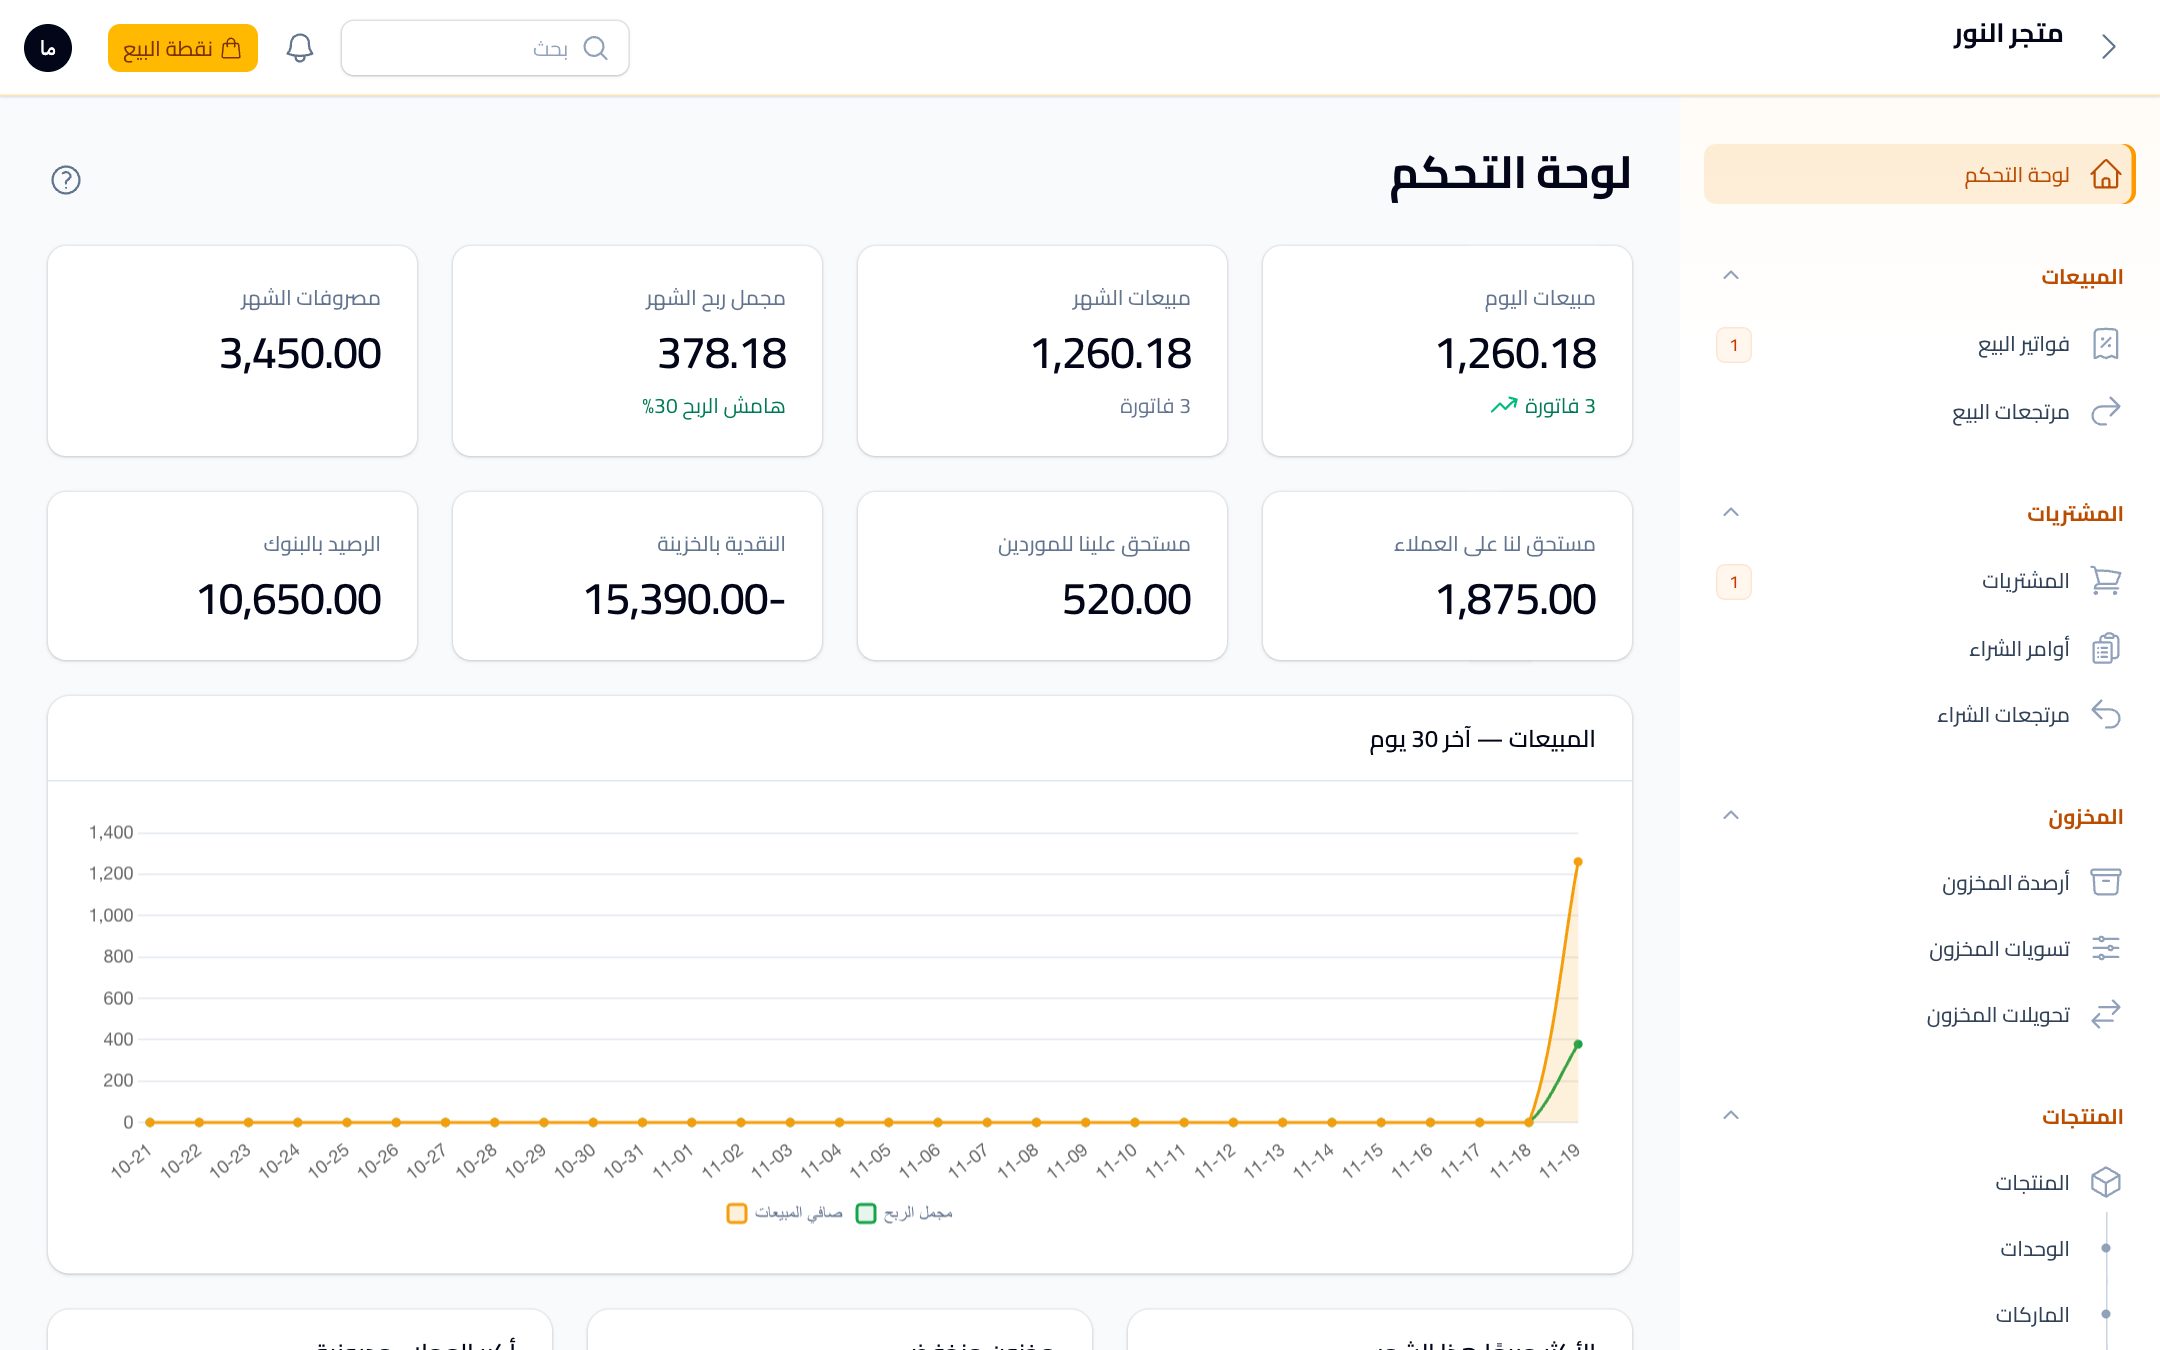 متجر النور
بحث
نقطة البيع
ما
لوحة التحكم
المبيعات
فواتير البيع
1
مرتجعات البيع
المشتريات
المشتريات
1
أوامر الشراء
مرتجعات الشراء
المخزون
أرصدة المخزون
تسويات المخزون
تحويلات المخزون
المنتجات
المنتجات
الوحدات
الماركات
لوحة التحكم
مبيعات اليوم
1,260.18
3 فاتورة
مبيعات الشهر
1,260.18
3 فاتورة
مجمل ربح الشهر
378.18
هامش الربح 30%
مصروفات الشهر
3,450.00
مستحق لنا على العملاء
1,875.00
مستحق علينا للموردين
520.00
النقدية بالخزينة
15,390.00-
الرصيد بالبنوك
10,650.00
المبيعات — آخر 30 يوم
1,400
1,200
1,000
800
600
400
200
0
10-21 10-22 10-23 10-24 10-25 10-26 10-27 10-28 10-29 10-30 10-31 11-01 11-02 11-03 11-04 11-05 11-06 11-07 11-08 11-09 11-10 11-11 11-12 11-13 11-14 11-15 11-16 11-17 11-18 11-19
مجمل الربح
صافي المبيعات